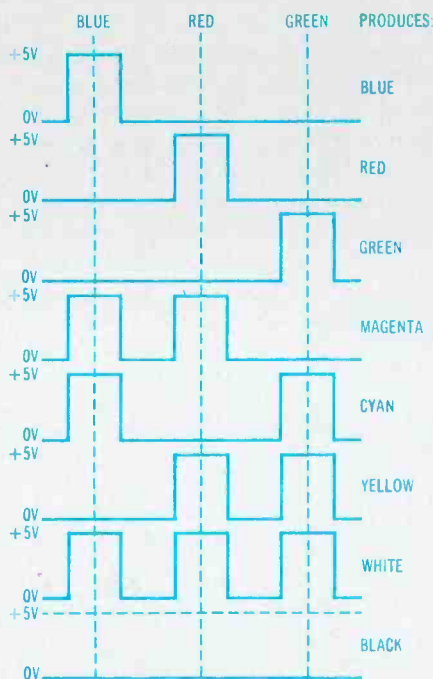 BLUE RED GREEN PRODUCES:
+5V
BLUE
0V
+5V
RED
0V
+5V
GREEN
0V
+5V
MAGENTA
0V
+5V
CYAN
0V
+5V
YELLOW
0V
+5V
WHITE
0V
+5V
BLACK
0V